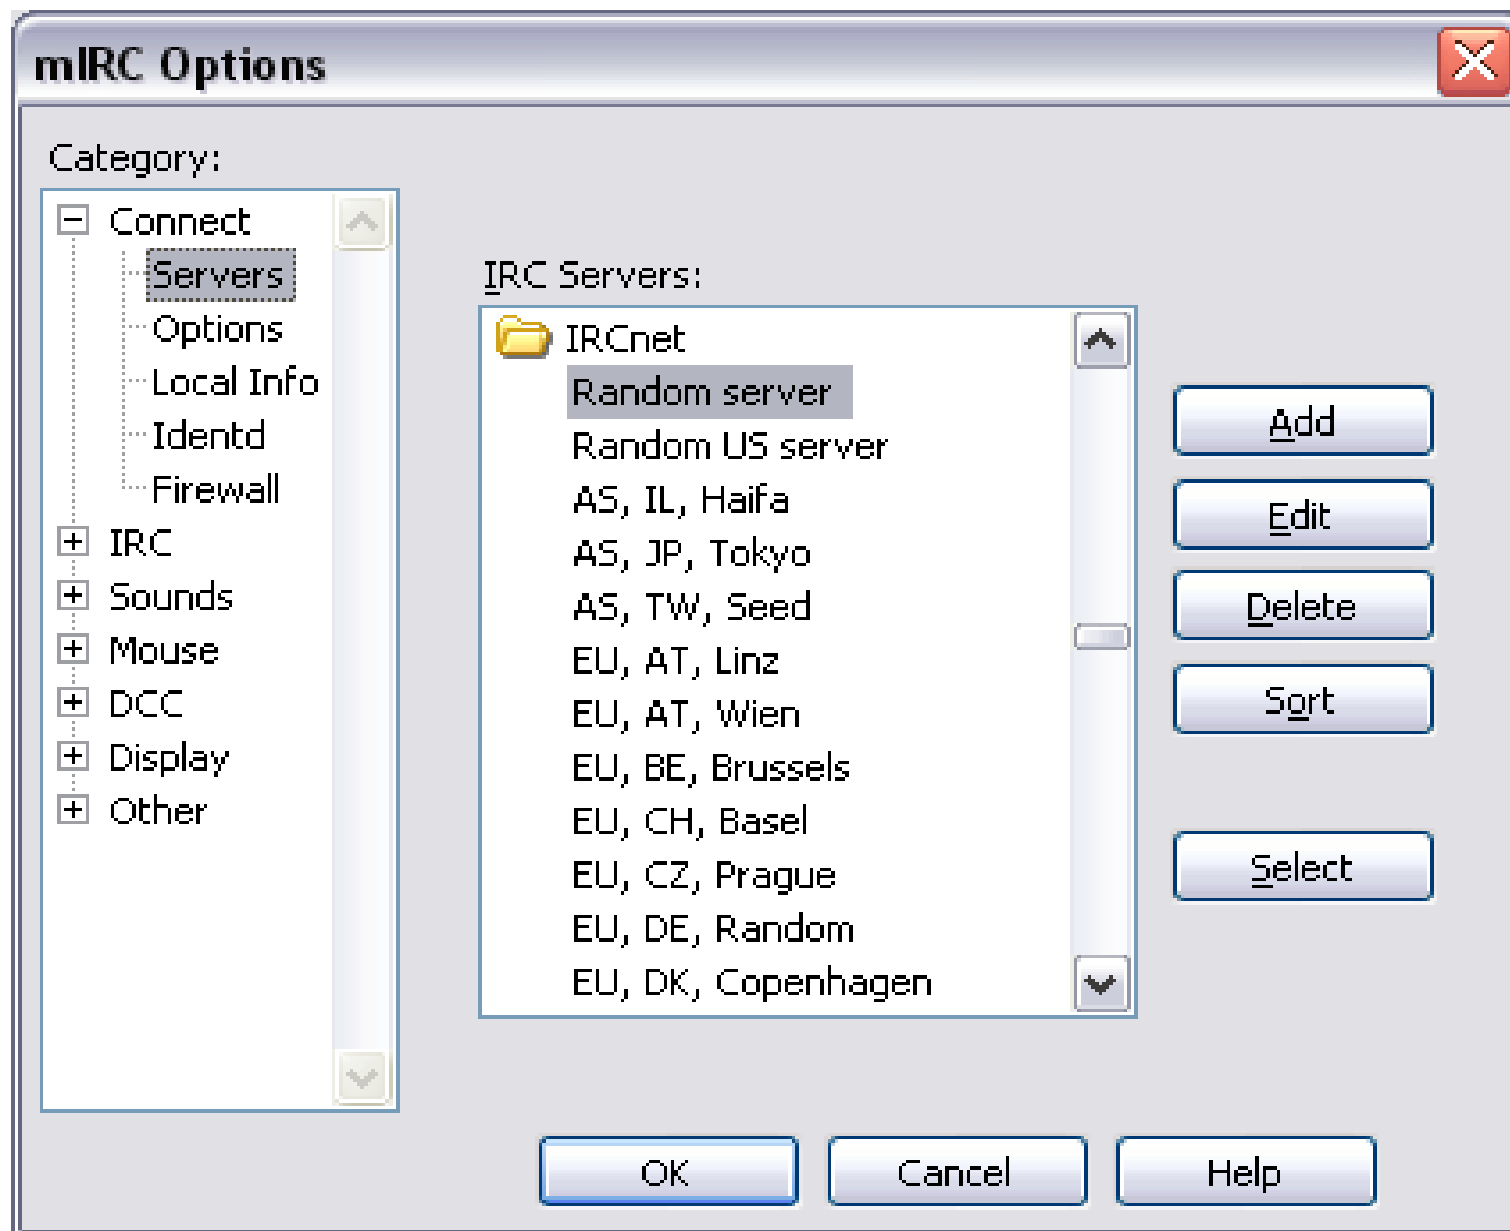 mIRC Options
Category:
Connect
Servers
Options
Local Info
Identd
Firewall
IRC
Sounds
Mouse
DCC
Display
Other
IRC Servers:
IRCnet
Random server
Random US server
AS, IL, Haifa
AS, JP, Tokyo
AS, TW, Seed
EU, AT, Linz
EU, AT, Wien
EU, BE, Brussels
EU, CH, Basel
EU, CZ, Prague
EU, DE, Random
EU, DK, Copenhagen
Add
Edit
Delete
Sort
Select
OK
Cancel
Help